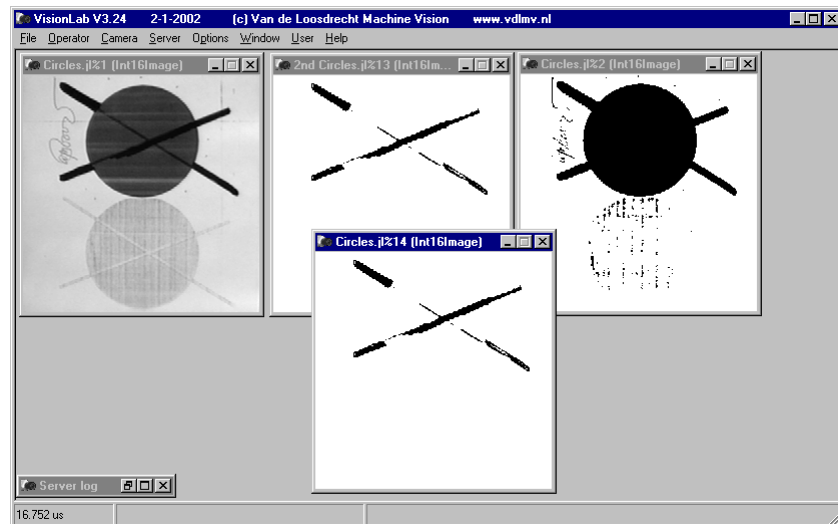 VisionLab V3.24 2-1-2002 (c) Van de Loosdrecht Machine Vision www.vdlmv.nl
File Operator Camera Server Options Window User Help
Circles.jl%1 (Int16Image)
2nd Circles.jl%13 (Int16Im...
Circles.jl%2 (Int16Image)
Circles.jl%14 (Int16Image)
Server log
16.752 us